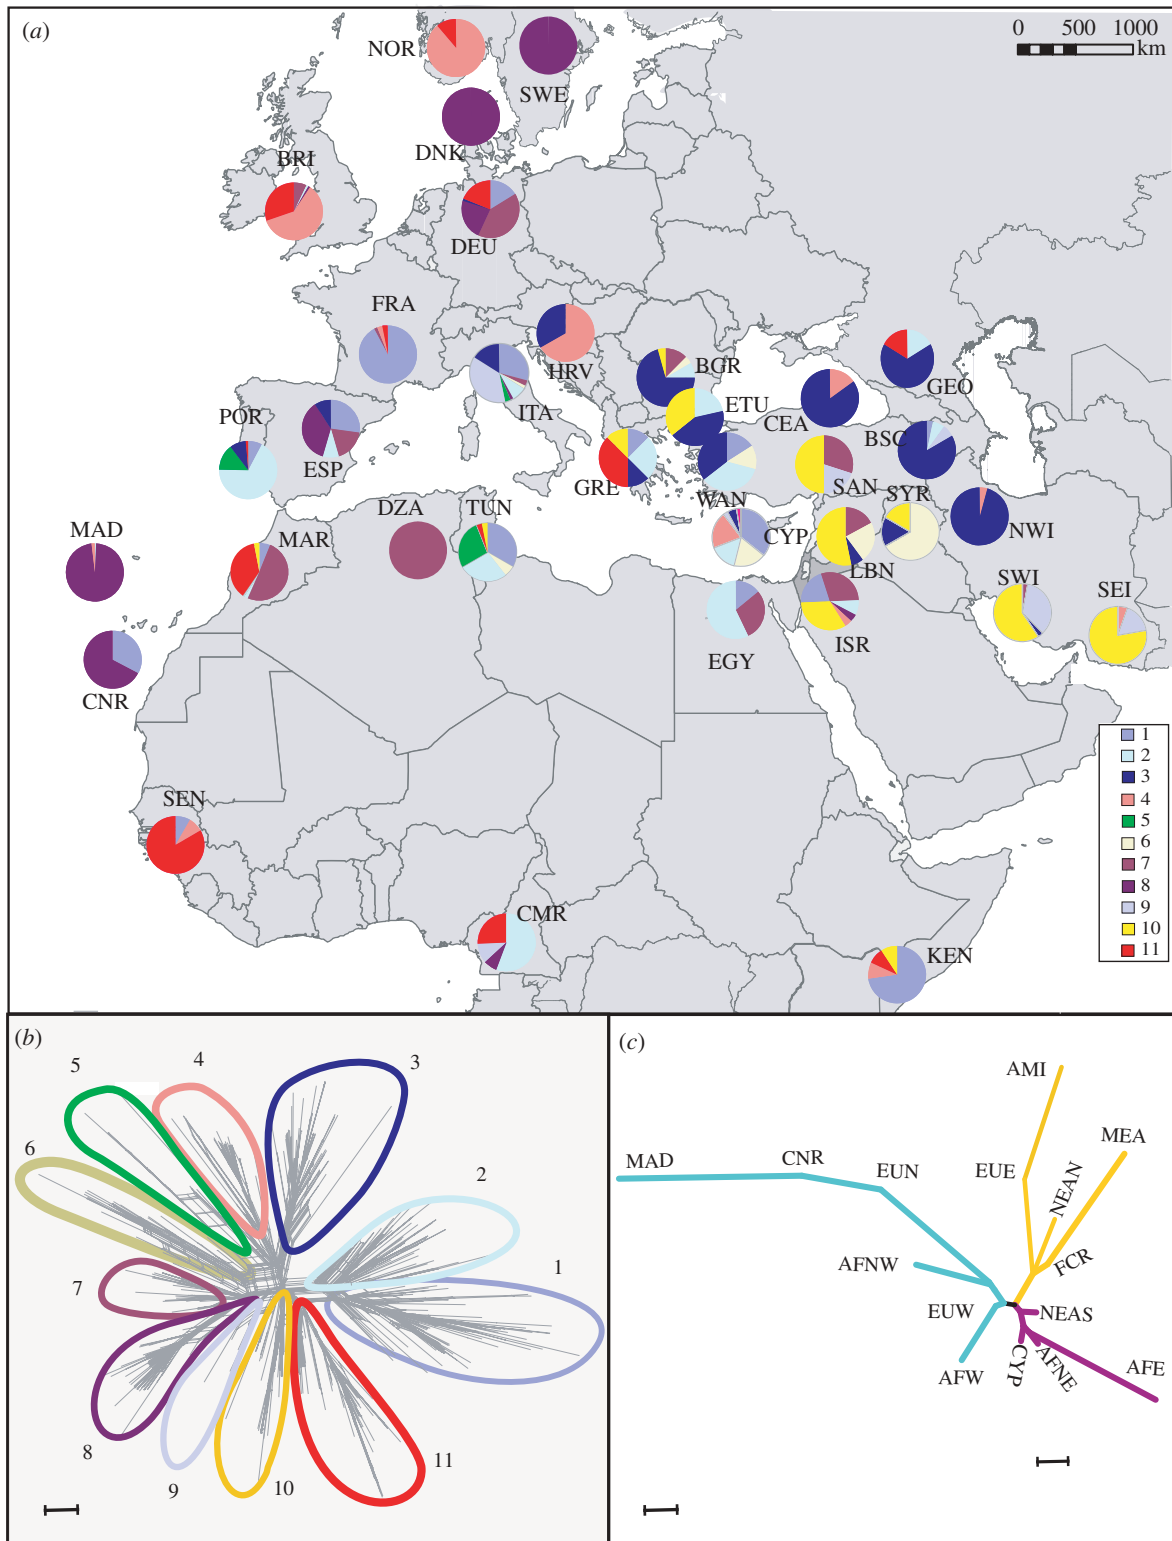 (a)
0 500 1000
km
NOR
SWE
DNK
BRI
DEU
FRA
HRV
ITA
BGR
ETU
CEA
GEO
BSC
POR
ESP
GRE
WAN
SAN
SYR
NWI
MAD
MAR
DZA
TUN
CYP
LBN
SWI
SEI
CNR
EGY
ISR
SEN
CMR
KEN
1
2
3
4
5
6
7
8
9
10
11
(b)
5
4
3
6
2
1
7
8
9
10
11
(c)
AMI
MAD
CNR
EUN
EUE
MEA
NEAN
AFNW
FCR
EUW
NEAS
AFW
CYP
AFNE
AFE